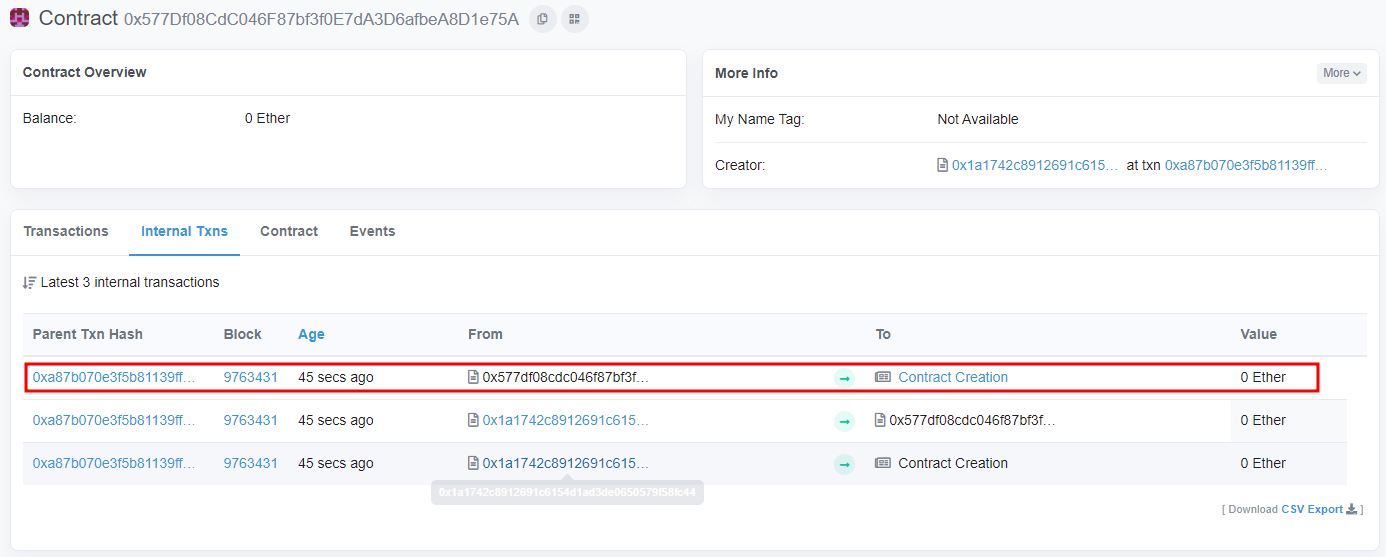 Contract 0x577Df08CdC046F87bf3f0E7dA3D6afbeA8D1e75A
Contract Overview
Balance: 0 Ether
More Info More
My Name Tag: Not Available
Creator: 0x1a1742c8912691c615... at txn 0xa87b070e3f5b81139ff...
Transactions Internal Txns Contract Events
Latest 3 internal transactions
Parent Txn Hash Block Age From To Value
0xa87b070e3f5b81139ff... 9763431 45 secs ago 0x577df08cdc046f87bf3f... Contract Creation 0 Ether
0xa87b070e3f5b81139ff... 9763431 45 secs ago 0x1a1742c8912691c615... 0x577df08cdc046f87bf3f... 0 Ether
0xa87b070e3f5b81139ff... 9763431 45 secs ago 0x1a1742c8912691c615... Contract Creation 0 Ether
0x1a1742c8912691c6154d1ad3de0650579f58fc44
[ Download CSV Export ]